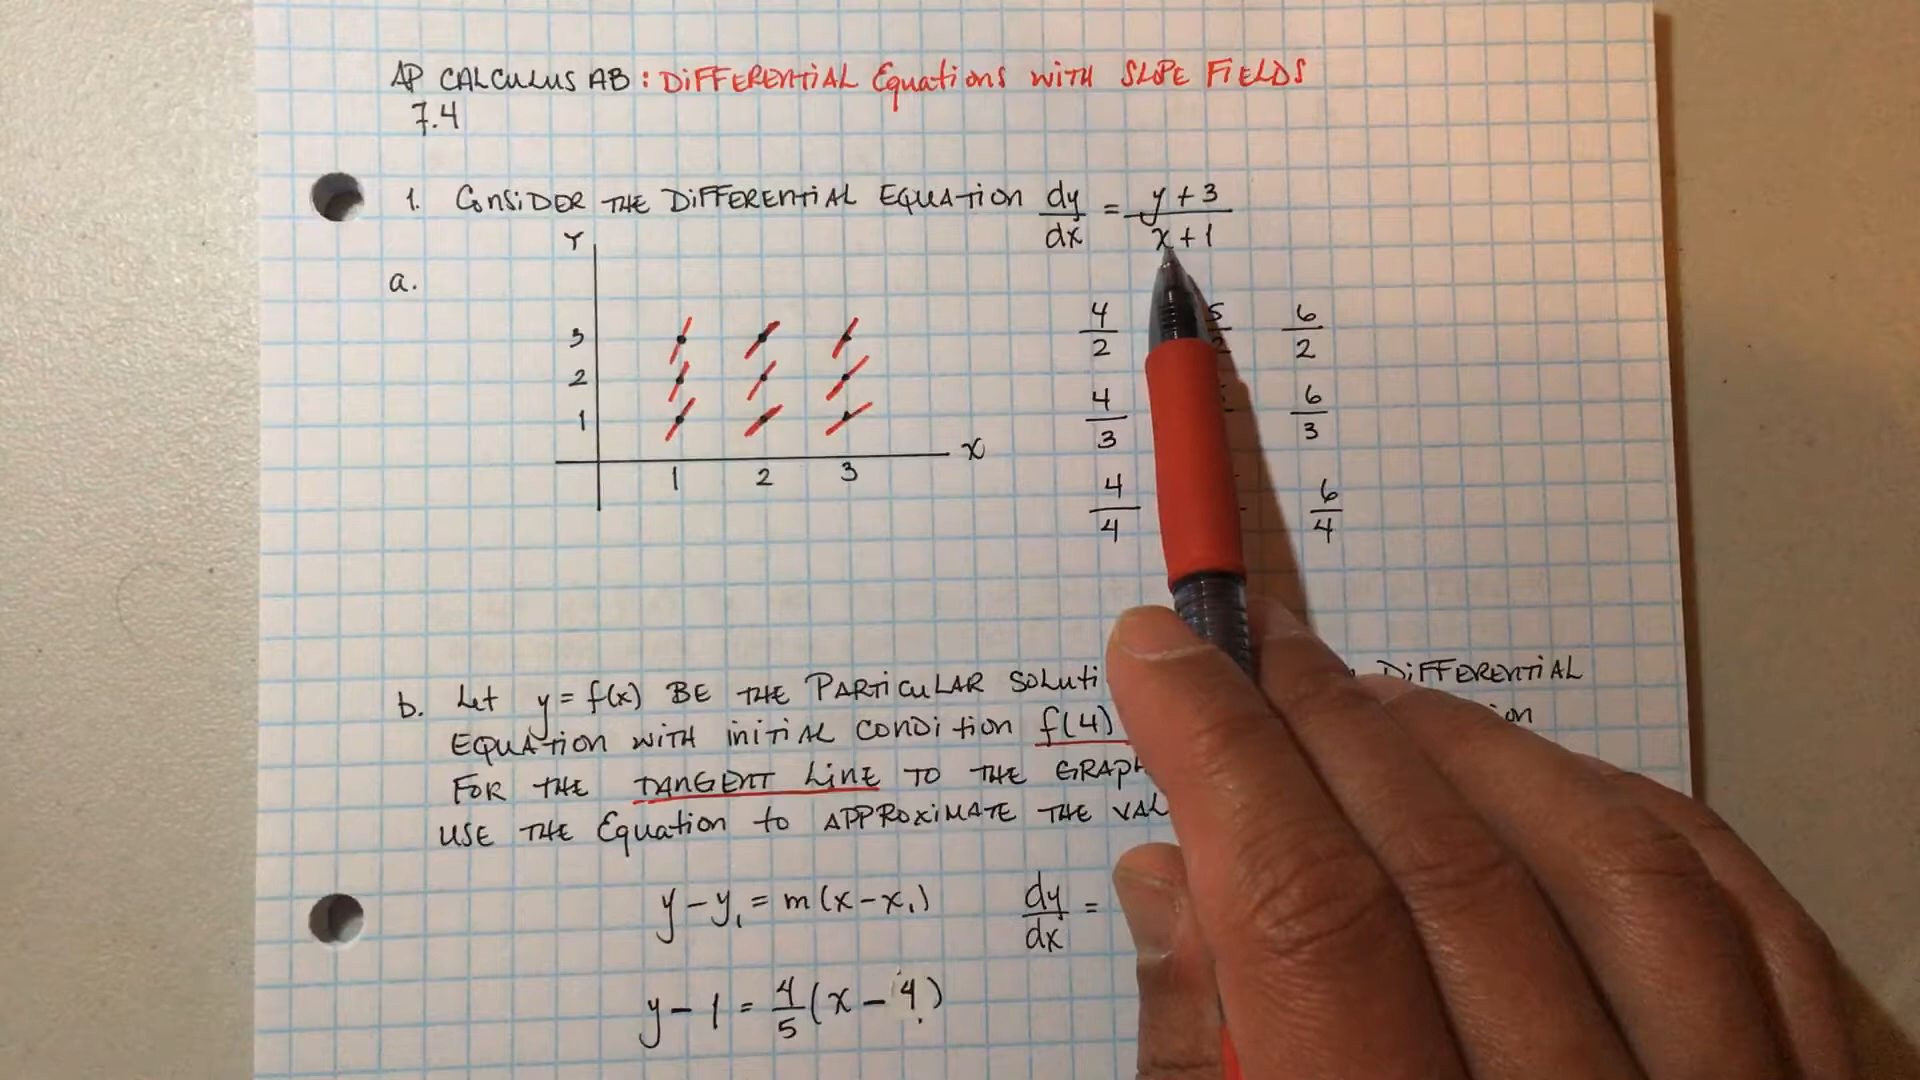 AP CALCULUS AB: DIFFERENTIAL Equations WITH SLOPE FIELDS
7.4
1. CONSIDER THE DIFFERENTIAL EQUATION dy/dx = y+3/x+1
Y
a.
3
2
1
X
1 2 3
4/2 5/2 6/2
4/3 6/3
4/4 6/4
b. Let y = f(x) BE THE PARTICULAR SOLUTI DIFFERENTIAL
EQUATION WITH INITIAL CONDITION f(4) ion
FOR THE TANGENT LINE TO THE GRAPH
USE THE Equation to APPROXIMATE THE VAL
y - y₁ = m(x - x₁) dy/dx =
y - 1 = 4/5(x - 4)